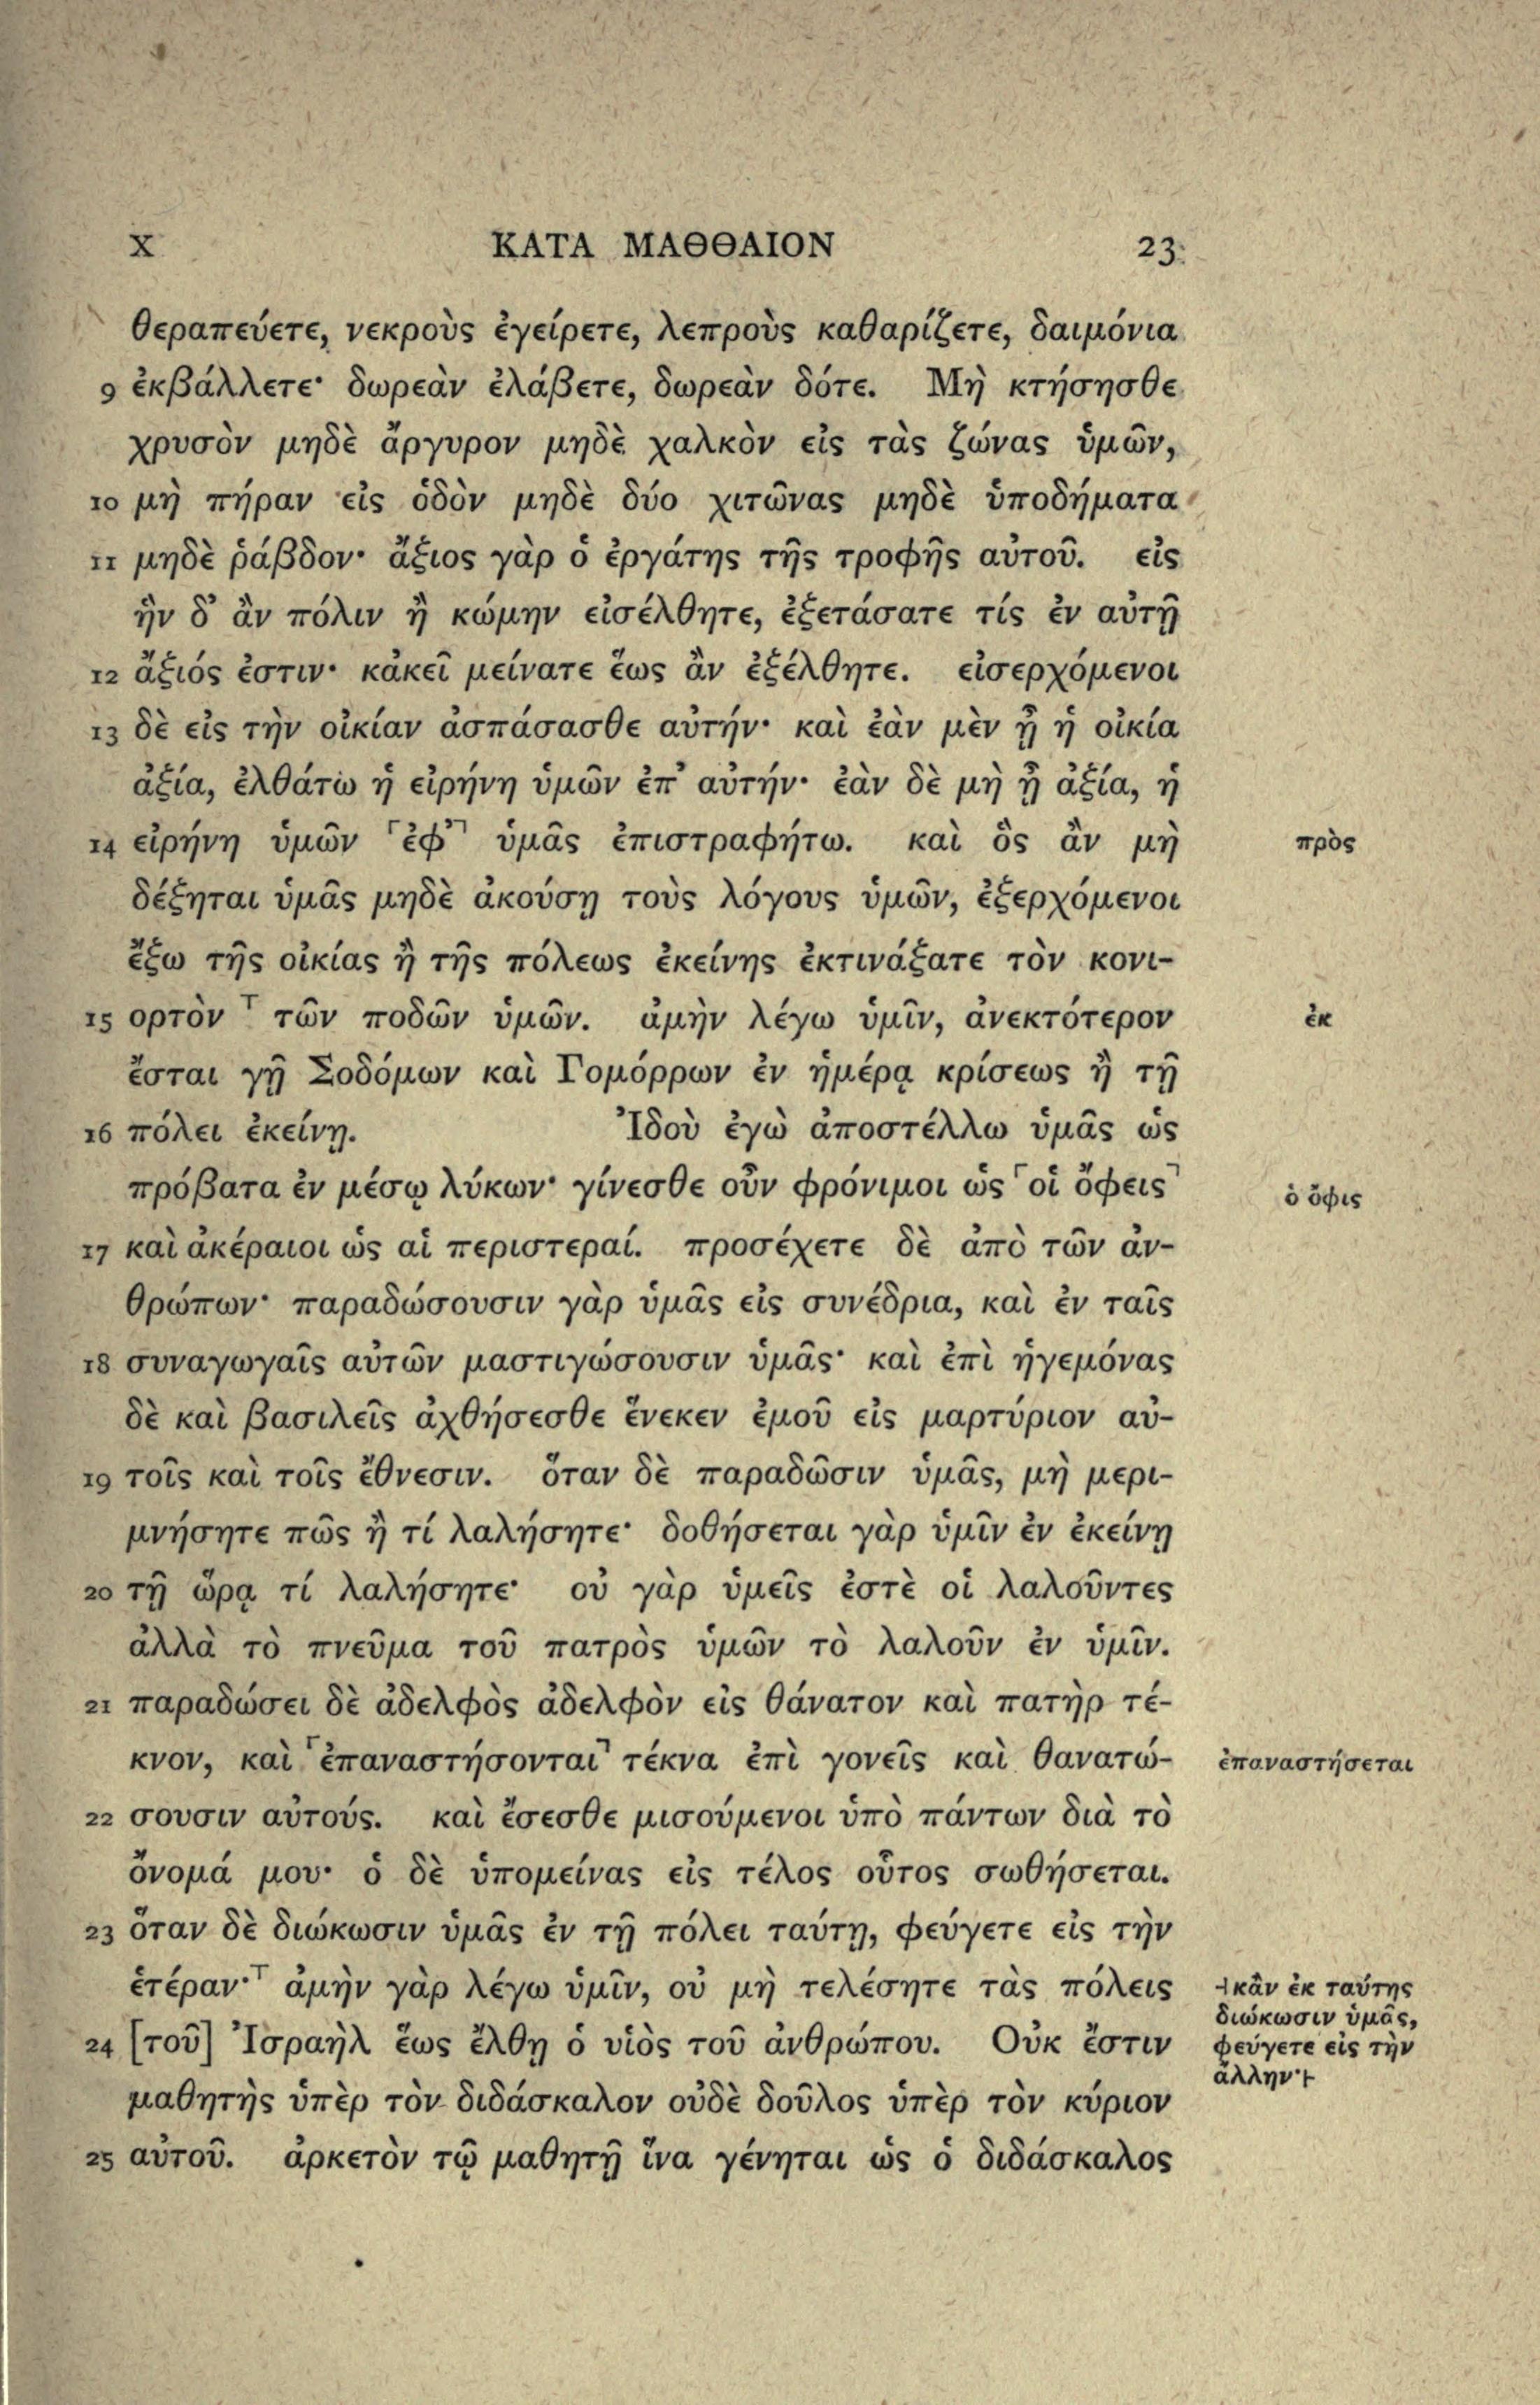 X ΚΑΤΑ ΜΑΘΘΑΙΟΝ 23
θεραπεύετε, νεκροὺς ἐγείρετε, λεπροὺς καθαρίζετε, δαιμόνια
9 ἐκβάλλετε· δωρεὰν ἐλάβετε, δωρεὰν δότε. Μὴ κτήσησθε
χρυσὸν μηδὲ ἄργυρον μηδὲ χαλκὸν εἰς τὰς ζώνας ὑμῶν,
10 μὴ πήραν εἰς ὁδὸν μηδὲ δύο χιτῶνας μηδὲ ὑποδήματα
11 μηδὲ ῥάβδον· ἄξιος γὰρ ὁ ἐργάτης τῆς τροφῆς αὐτοῦ. εἰς
ἣν δ᾽ ἂν πόλιν ἢ κώμην εἰσέλθητε, ἐξετάσατε τίς ἐν αὐτῇ
12 ἄξιός ἐστιν· κἀκεῖ μείνατε ἕως ἂν ἐξέλθητε. εἰσερχόμενοι
13 δὲ εἰς τὴν οἰκίαν ἀσπάσασθε αὐτήν· καὶ ἐὰν μὲν ᾖ ἡ οἰκία
ἀξία, ἐλθάτω ἡ εἰρήνη ὑμῶν ἐπ᾽ αὐτήν· ἐὰν δὲ μὴ ᾖ ἀξία, ἡ
14 εἰρήνη ὑμῶν ⸀ἐφ᾽⸃ ὑμᾶς ἐπιστραφήτω. καὶ ὃς ἂν μὴ
πρὸς
δέξηται ὑμᾶς μηδὲ ἀκούσῃ τοὺς λόγους ὑμῶν, ἐξερχόμενοι
ἔξω τῆς οἰκίας ἢ τῆς πόλεως ἐκείνης ἐκτινάξατε τὸν κονι-
15 ορτὸν ⸆ τῶν ποδῶν ὑμῶν. ἀμὴν λέγω ὑμῖν, ἀνεκτότερον
ἐκ
ἔσται γῇ Σοδόμων καὶ Γομόρρων ἐν ἡμέρᾳ κρίσεως ἢ τῇ
16 πόλει ἐκείνῃ. Ἰδοὺ ἐγὼ ἀποστέλλω ὑμᾶς ὡς
πρόβατα ἐν μέσῳ λύκων· γίνεσθε οὖν φρόνιμοι ὡς ⸂οἱ ὄφεις⸃
ὁ ὄφις
17 καὶ ἀκέραιοι ὡς αἱ περιστεραί. προσέχετε δὲ ἀπὸ τῶν ἀν-
θρώπων· παραδώσουσιν γὰρ ὑμᾶς εἰς συνέδρια, καὶ ἐν ταῖς
18 συναγωγαῖς αὐτῶν μαστιγώσουσιν ὑμᾶς· καὶ ἐπὶ ἡγεμόνας
δὲ καὶ βασιλεῖς ἀχθήσεσθε ἕνεκεν ἐμοῦ εἰς μαρτύριον αὐ-
19 τοῖς καὶ τοῖς ἔθνεσιν. ὅταν δὲ παραδῶσιν ὑμᾶς, μὴ μερι-
μνήσητε πῶς ἢ τί λαλήσητε· δοθήσεται γὰρ ὑμῖν ἐν ἐκείνῃ
20 τῇ ὥρᾳ τί λαλήσητε· οὐ γὰρ ὑμεῖς ἐστὲ οἱ λαλοῦντες
ἀλλὰ τὸ πνεῦμα τοῦ πατρὸς ὑμῶν τὸ λαλοῦν ἐν ὑμῖν.
21 παραδώσει δὲ ἀδελφὸς ἀδελφὸν εἰς θάνατον καὶ πατὴρ τέ-
κνον, καὶ ⸂ἐπαναστήσονται⸃ τέκνα ἐπὶ γονεῖς καὶ θανατώ-
ἐπαναστήσεται
22 σουσιν αὐτούς. καὶ ἔσεσθε μισούμενοι ὑπὸ πάντων διὰ τὸ
ὄνομά μου· ὁ δὲ ὑπομείνας εἰς τέλος οὗτος σωθήσεται.
23 ὅταν δὲ διώκωσιν ὑμᾶς ἐν τῇ πόλει ταύτῃ, φεύγετε εἰς τὴν
ἑτέραν·⸆ ἀμὴν γὰρ λέγω ὑμῖν, οὐ μὴ τελέσητε τὰς πόλεις
24 [τοῦ] Ἰσραὴλ ἕως ἔλθῃ ὁ υἱὸς τοῦ ἀνθρώπου. Οὐκ ἔστιν
⊣κἂν ἐκ ταύτης
διώκωσιν ὑμᾶς,
φεύγετε εἰς τὴν
ἄλλην·⊢
μαθητὴς ὑπὲρ τὸν διδάσκαλον οὐδὲ δοῦλος ὑπὲρ τὸν κύριον
25 αὐτοῦ. ἀρκετὸν τῷ μαθητῇ ἵνα γένηται ὡς ὁ διδάσκαλος